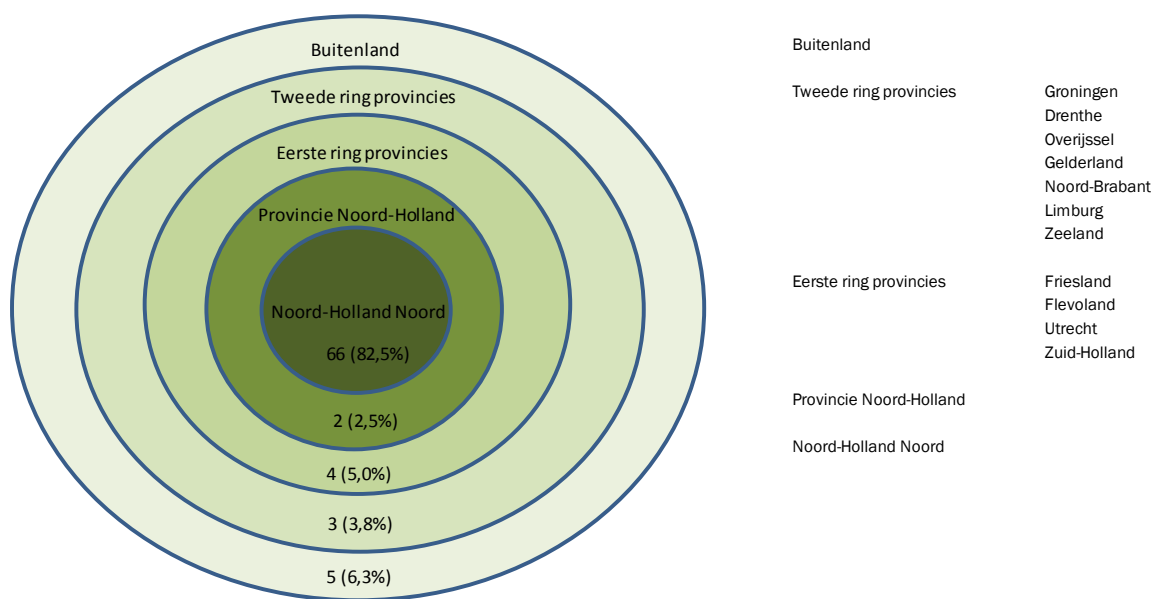 Buitenland
Tweede ring provincies
Eerste ring provincies
Provincie Noord-Holland
Noord-Holland Noord
66 (82,5%)
2 (2,5%)
4 (5,0%)
3 (3,8%)
5 (6,3%)
Buitenland
Tweede ring provincies Groningen
Drenthe
Overijssel
Gelderland
Noord-Brabant
Limburg
Zeeland
Eerste ring provincies Friesland
Flevoland
Utrecht
Zuid-Holland
Provincie Noord-Holland
Noord-Holland Noord